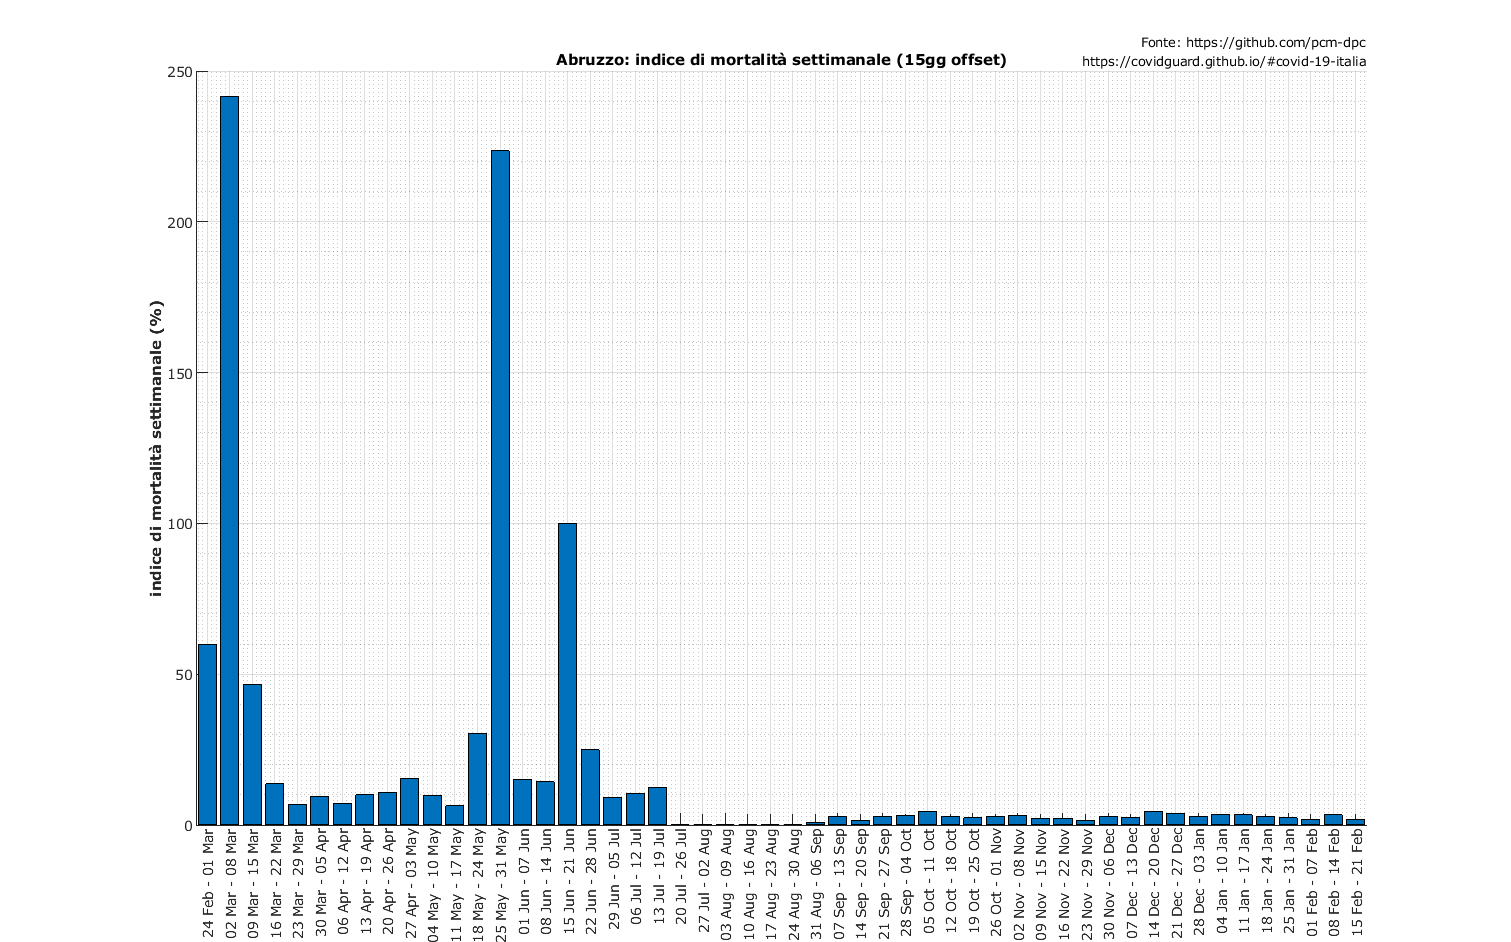 Fonte: https://github.com/pcm-dpc
https://covidguard.github.io/#covid-19-italia
Abruzzo: indice di mortalità settimanale (15gg offset)
indice di mortalità settimanale (%)
250
200
150
100
50
0
24 Feb - 01 Mar
02 Mar - 08 Mar
09 Mar - 15 Mar
16 Mar - 22 Mar
23 Mar - 29 Mar
30 Mar - 05 Apr
06 Apr - 12 Apr
13 Apr - 19 Apr
20 Apr - 26 Apr
27 Apr - 03 May
04 May - 10 May
11 May - 17 May
18 May - 24 May
25 May - 31 May
01 Jun - 07 Jun
08 Jun - 14 Jun
15 Jun - 21 Jun
22 Jun - 28 Jun
29 Jun - 05 Jul
06 Jul - 12 Jul
13 Jul - 19 Jul
20 Jul - 26 Jul
27 Jul - 02 Aug
03 Aug - 09 Aug
10 Aug - 16 Aug
17 Aug - 23 Aug
24 Aug - 30 Aug
31 Aug - 06 Sep
07 Sep - 13 Sep
14 Sep - 20 Sep
21 Sep - 27 Sep
28 Sep - 04 Oct
05 Oct - 11 Oct
12 Oct - 18 Oct
19 Oct - 25 Oct
26 Oct - 01 Nov
02 Nov - 08 Nov
09 Nov - 15 Nov
16 Nov - 22 Nov
23 Nov - 29 Nov
30 Nov - 06 Dec
07 Dec - 13 Dec
14 Dec - 20 Dec
21 Dec - 27 Dec
28 Dec - 03 Jan
04 Jan - 10 Jan
11 Jan - 17 Jan
18 Jan - 24 Jan
25 Jan - 31 Jan
01 Feb - 07 Feb
08 Feb - 14 Feb
15 Feb - 21 Feb